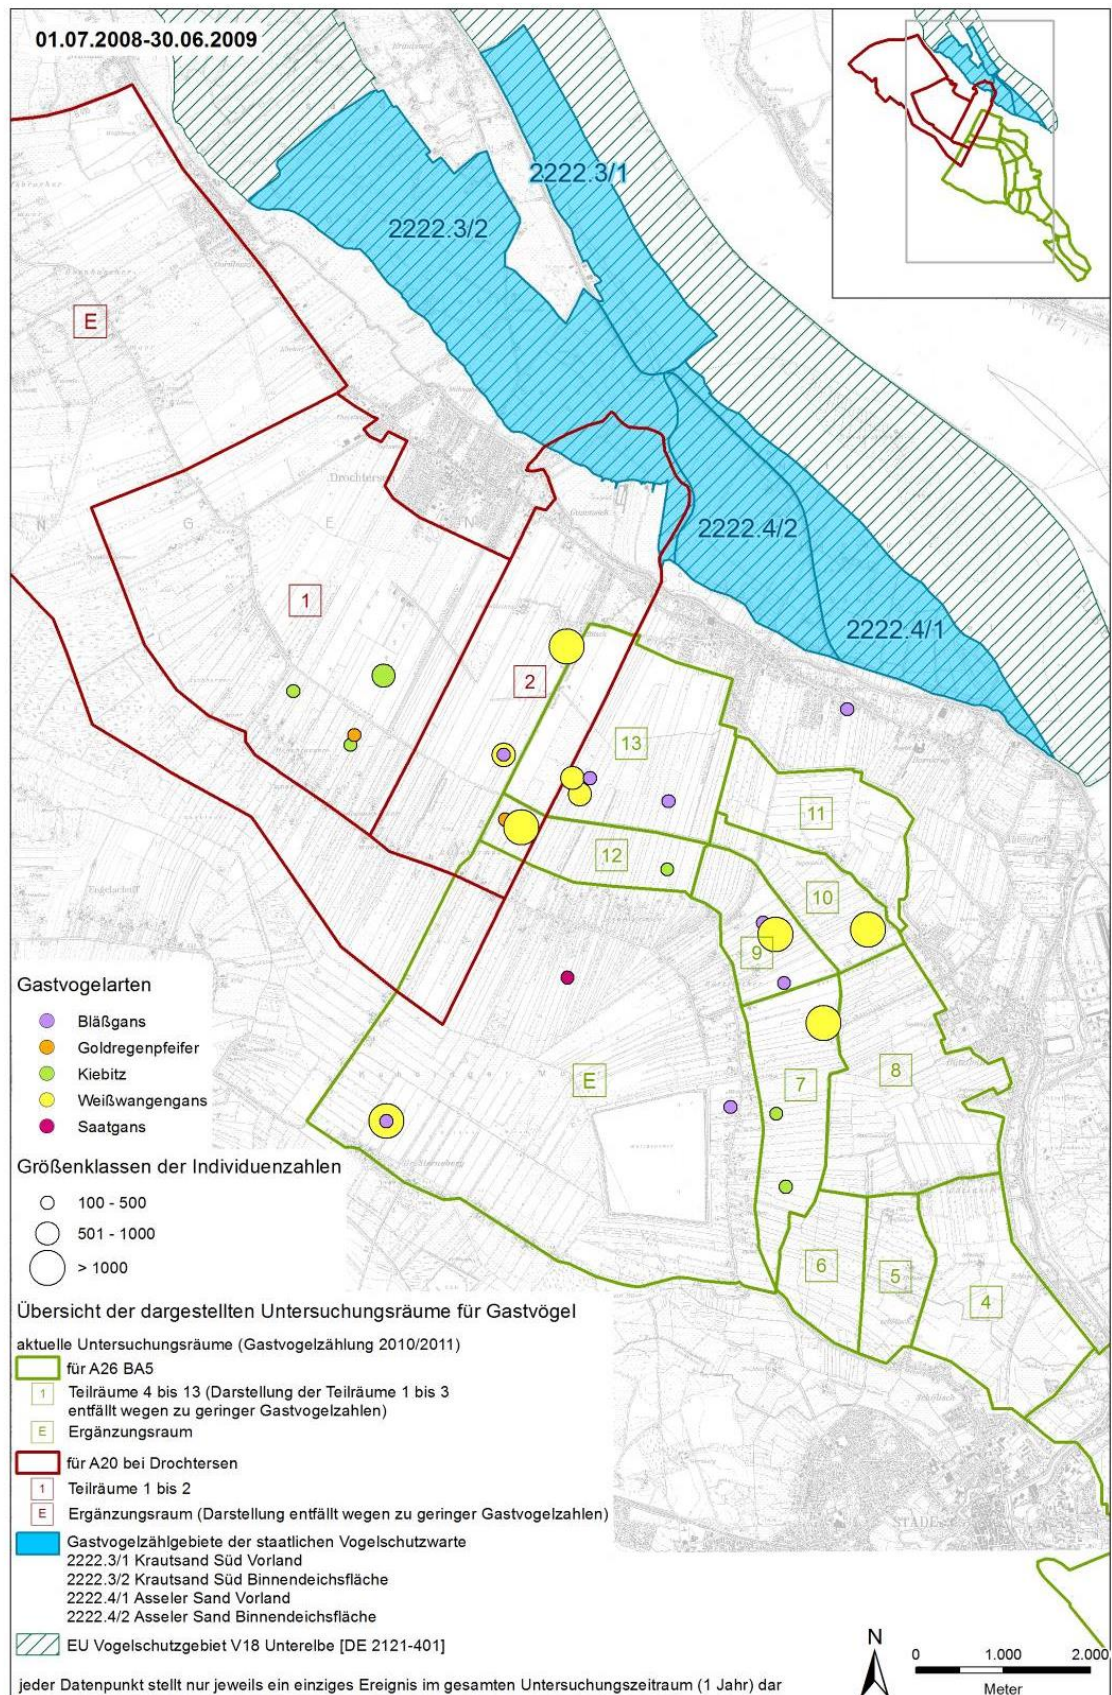 01.07.2008-30.06.2009
2222.3/1
2222.3/2
E
Drochtersen
N
G
E
N
2222.4/2
1
2222.4/1
2
13
11
12
10
9
E
7
8
6
5
4
STADE
Gastvogelarten
Bläßgans
Goldregenpfeifer
Kiebitz
Weißwangengans
Saatgans
Größenklassen der Individuenzahlen
100 - 500
501 - 1000
> 1000
Übersicht der dargestellten Untersuchungsräume für Gastvögel
aktuelle Untersuchungsräume (Gastvogelzählung 2010/2011)
für A26 BA5
1 Teilräume 4 bis 13 (Darstellung der Teilräume 1 bis 3
entfällt wegen zu geringer Gastvogelzahlen)
E Ergänzungsraum
für A20 bei Drochtersen
1 Teilräume 1 bis 2
E Ergänzungsraum (Darstellung entfällt wegen zu geringer Gastvogelzahlen)
Gastvogelzählgebiete der staatlichen Vogelschutzwarte
2222.3/1 Krautsand Süd Vorland
2222.3/2 Krautsand Süd Binnendeichsfläche
2222.4/1 Asseler Sand Vorland
2222.4/2 Asseler Sand Binnendeichsfläche
EU Vogelschutzgebiet V18 Unterelbe [DE 2121-401]
jeder Datenpunkt stellt nur jeweils ein einziges Ereignis im gesamten Untersuchungszeitraum (1 Jahr) dar
N
0 1.000 2.000
Meter